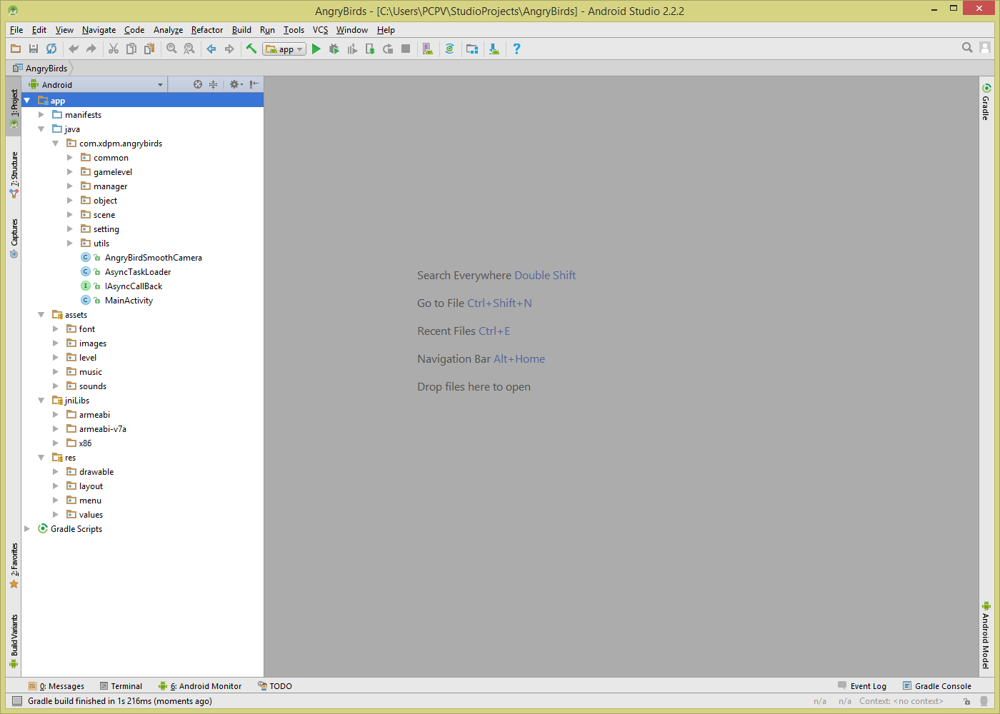 AngryBirds - [C:\Users\PCPV\StudioProjects\AngryBirds] - Android Studio 2.2.2
File Edit View Navigate Code Analyze Refactor Build Run Tools VCS Window Help
app
AngryBirds
Android
1: Project
7: Structure
Captures
2: Favorites
Build Variants
app
manifests
java
com.xdpm.angrybirds
common
gamelevel
manager
object
scene
setting
utils
AngryBirdSmoothCamera
AsyncTaskLoader
IAsyncCallBack
MainActivity
assets
font
images
level
music
sounds
jniLibs
armeabi
armeabi-v7a
x86
res
drawable
layout
menu
values
Gradle Scripts
Search Everywhere Double Shift
Go to File Ctrl+Shift+N
Recent Files Ctrl+E
Navigation Bar Alt+Home
Drop files here to open
Gradle
Android Model
0: Messages Terminal 6: Android Monitor TODO Event Log Gradle Console
Gradle build finished in 1s 216ms (moments ago) n/a n/a Context: <no context>